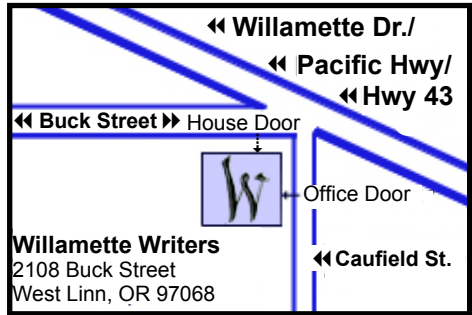 ⏪ Willamette Dr./
⏪ Pacific Hwy/
⏪ Hwy 43
⏪ Buck Street ⏩ House Door
W
Office Door
Willamette Writers
2108 Buck Street
West Linn, OR 97068
⏪ Caufield St.